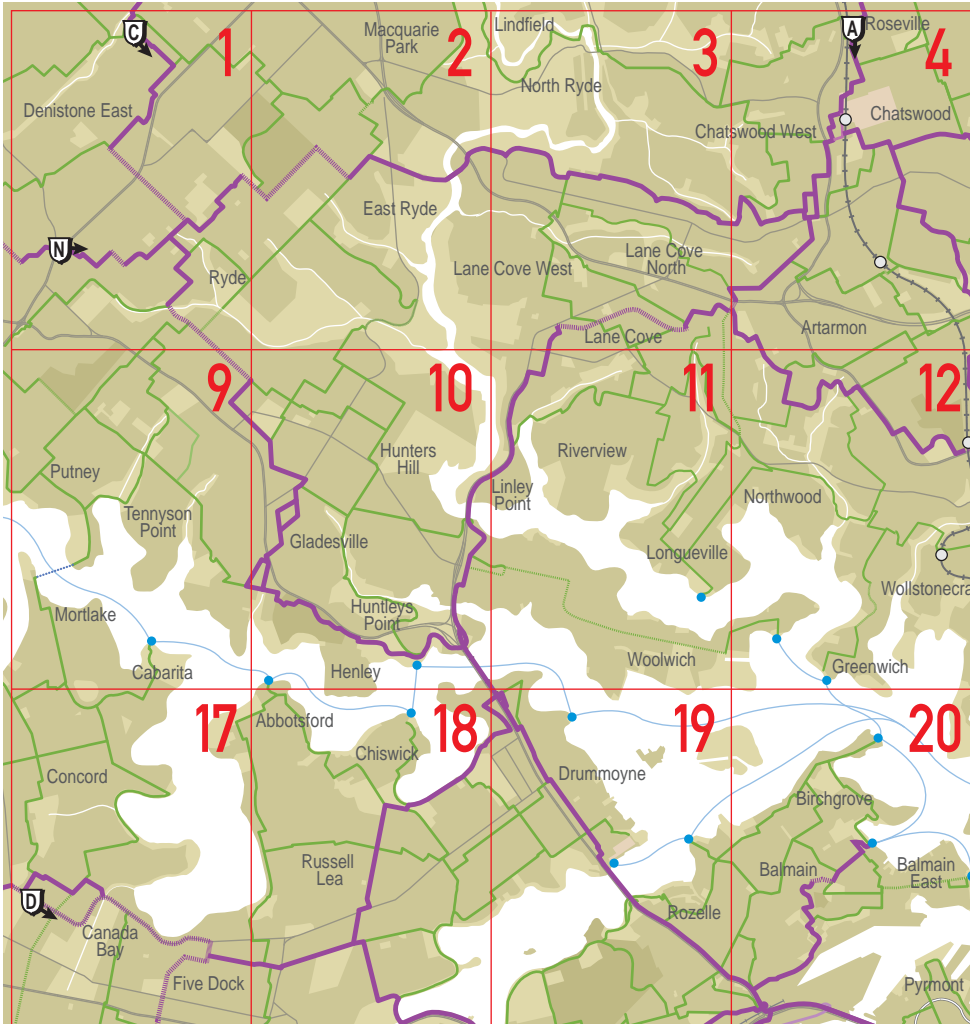 C
1
Denistone East
N
Ryde
Macquarie
Park
2
East Ryde
Lindfield
North Ryde
3
Chatswood West
Lane Cove West
Lane Cove
North
Lane Cove
A
Roseville
4
Chatswood
Artarmon
9
Putney
Tennyson
Point
Mortlake
Cabarita
10
Hunters
Hill
Gladesville
Huntleys
Point
Henley
11
Riverview
Linley
Point
Longueville
Woolwich
12
Northwood
Wollstonecra
Greenwich
17
Concord
D
Canada
Bay
Five Dock
18
Abbotsford
Chiswick
Russell
Lea
19
Drummoyne
Rozelle
20
Birchgrove
Balmain
Balmain
East
Pyrmont